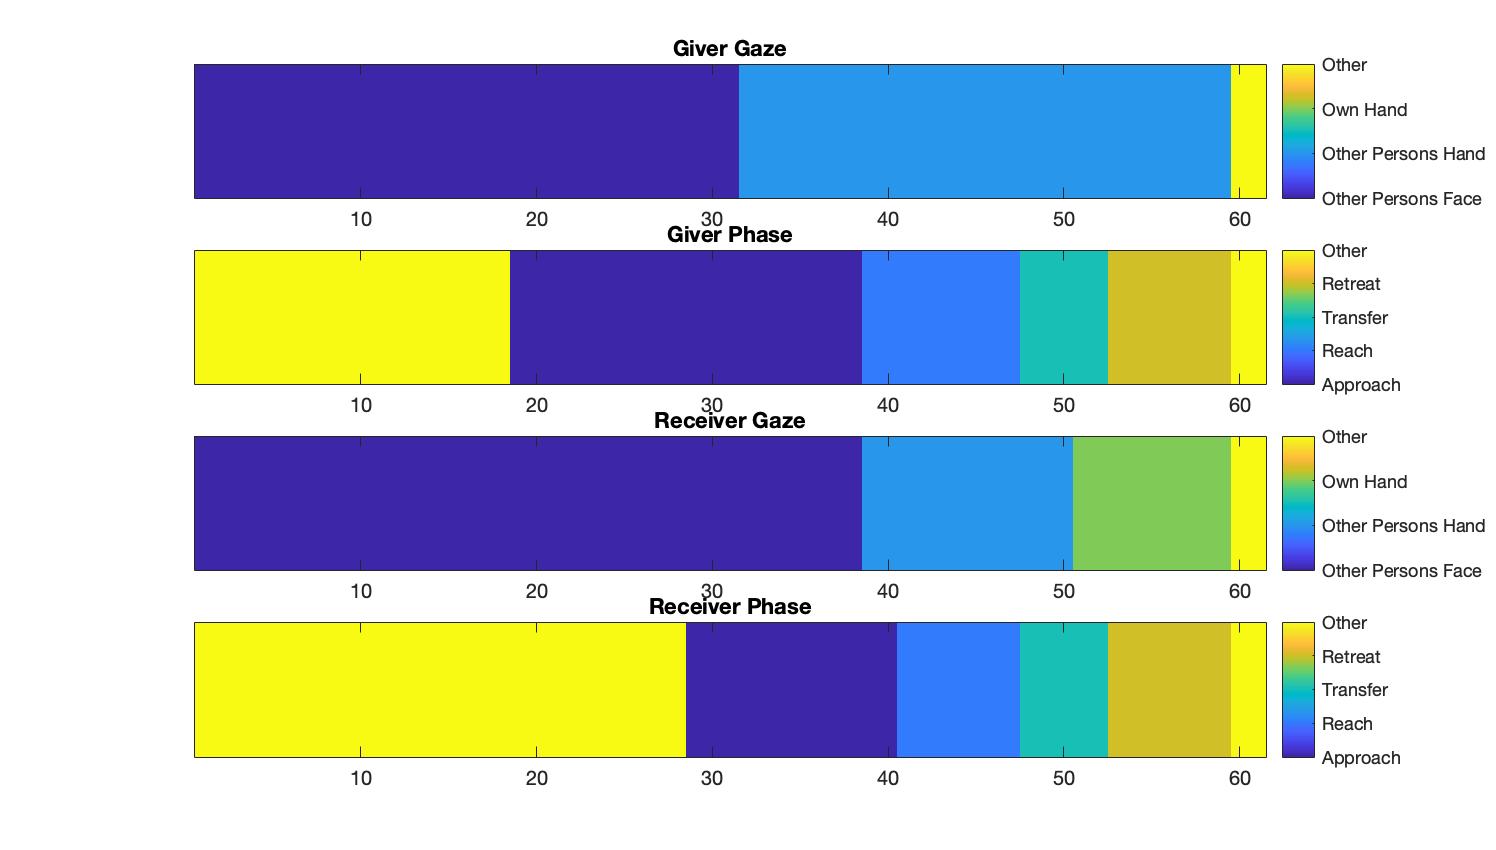 Giver Gaze
Other
Own Hand
Other Persons Hand
Other Persons Face
10 20 30 40 50 60
Giver Phase
Other
Retreat
Transfer
Reach
Approach
10 20 30 40 50 60
Receiver Gaze
Other
Own Hand
Other Persons Hand
Other Persons Face
10 20 30 40 50 60
Receiver Phase
Other
Retreat
Transfer
Reach
Approach
10 20 30 40 50 60